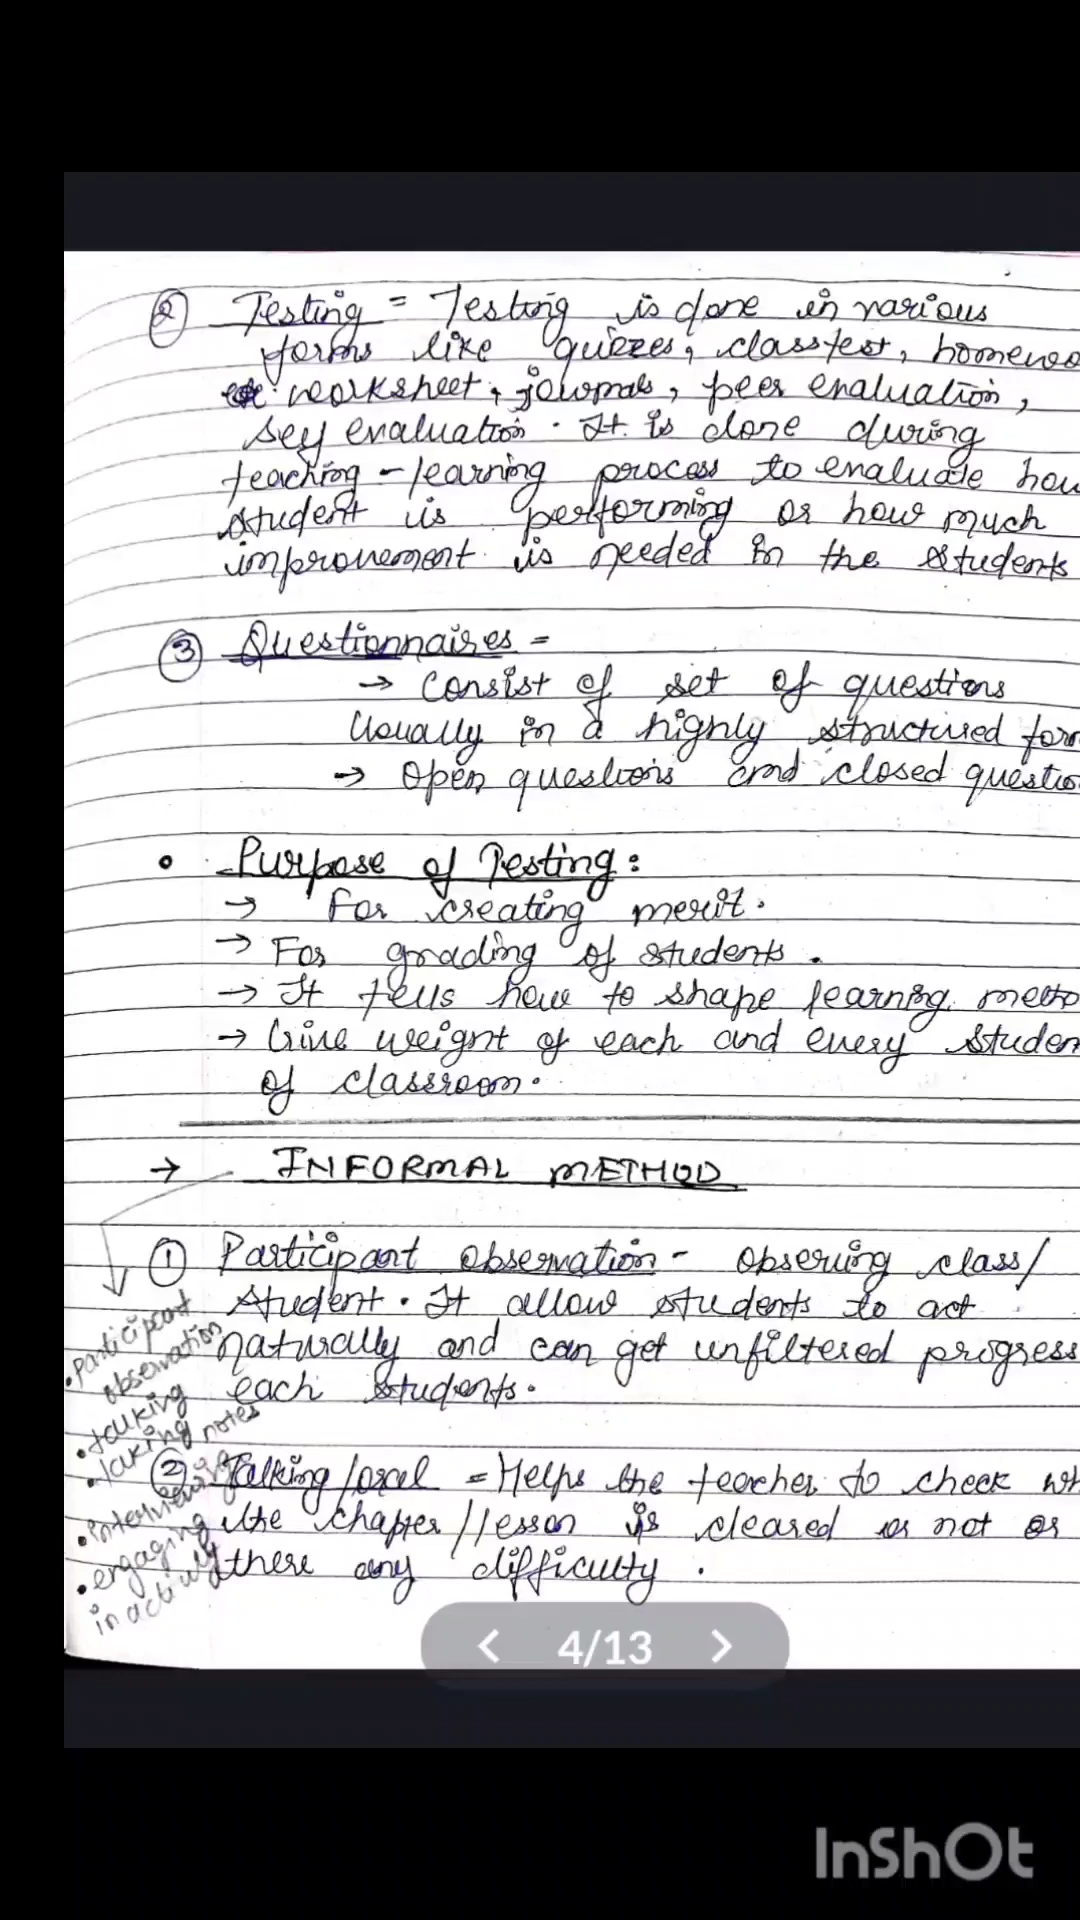 ② Testing = Testing is done in various
forms like quizzes, classtest, homewo
worksheet, journals, peer evaluation,
self evaluation. It is done during
teaching - learning process to evaluate how
student is performing or how much
improvement is needed in the students
③ Questionnaires =
→ Consist of set of questions
Usually in a highly structured form
→ Open questions and closed questio
• Purpose of Testing:
→ For creating merit.
→ For grading of students.
→ It tells how to shape learning metho
→ Give weight of each and every studen
of classroom.
→ INFORMAL METHOD
① Participant observation - observing class/
student. It allow students to act
naturally and can get unfiltered progress
each students.
• Participant
observation
• talking
• taking notes
• interviewing
• engaging
in activity
② Talking/oral = Helps the teacher to check wh
the chapter/lesson is cleared or not or
there any difficulty.
< 4/13 >
InShOt